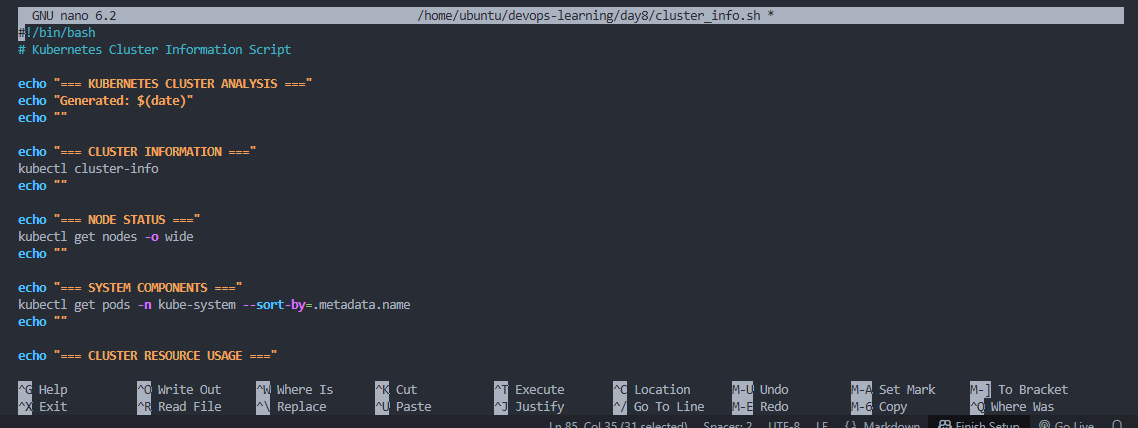 GNU nano 6.2 /home/ubuntu/devops-learning/day8/cluster_info.sh *
#!/bin/bash
# Kubernetes Cluster Information Script
echo "=== KUBERNETES CLUSTER ANALYSIS ==="
echo "Generated: $(date)"
echo ""
echo "=== CLUSTER INFORMATION ==="
kubectl cluster-info
echo ""
echo "=== NODE STATUS ==="
kubectl get nodes -o wide
echo ""
echo "=== SYSTEM COMPONENTS ==="
kubectl get pods -n kube-system --sort-by=.metadata.name
echo ""
echo "=== CLUSTER RESOURCE USAGE ==="
^G Help ^O Write Out ^W Where Is ^K Cut ^T Execute ^C Location M-U Undo M-A Set Mark M-] To Bracket
^X Exit ^R Read File ^\ Replace ^U Paste ^J Justify ^/ Go To Line M-E Redo M-6 Copy ^Q Where Was
Ln 85, Col 35 (31 selected) Spaces: 2 UTF-8 LF {} Markdown Finish Setup Go Live